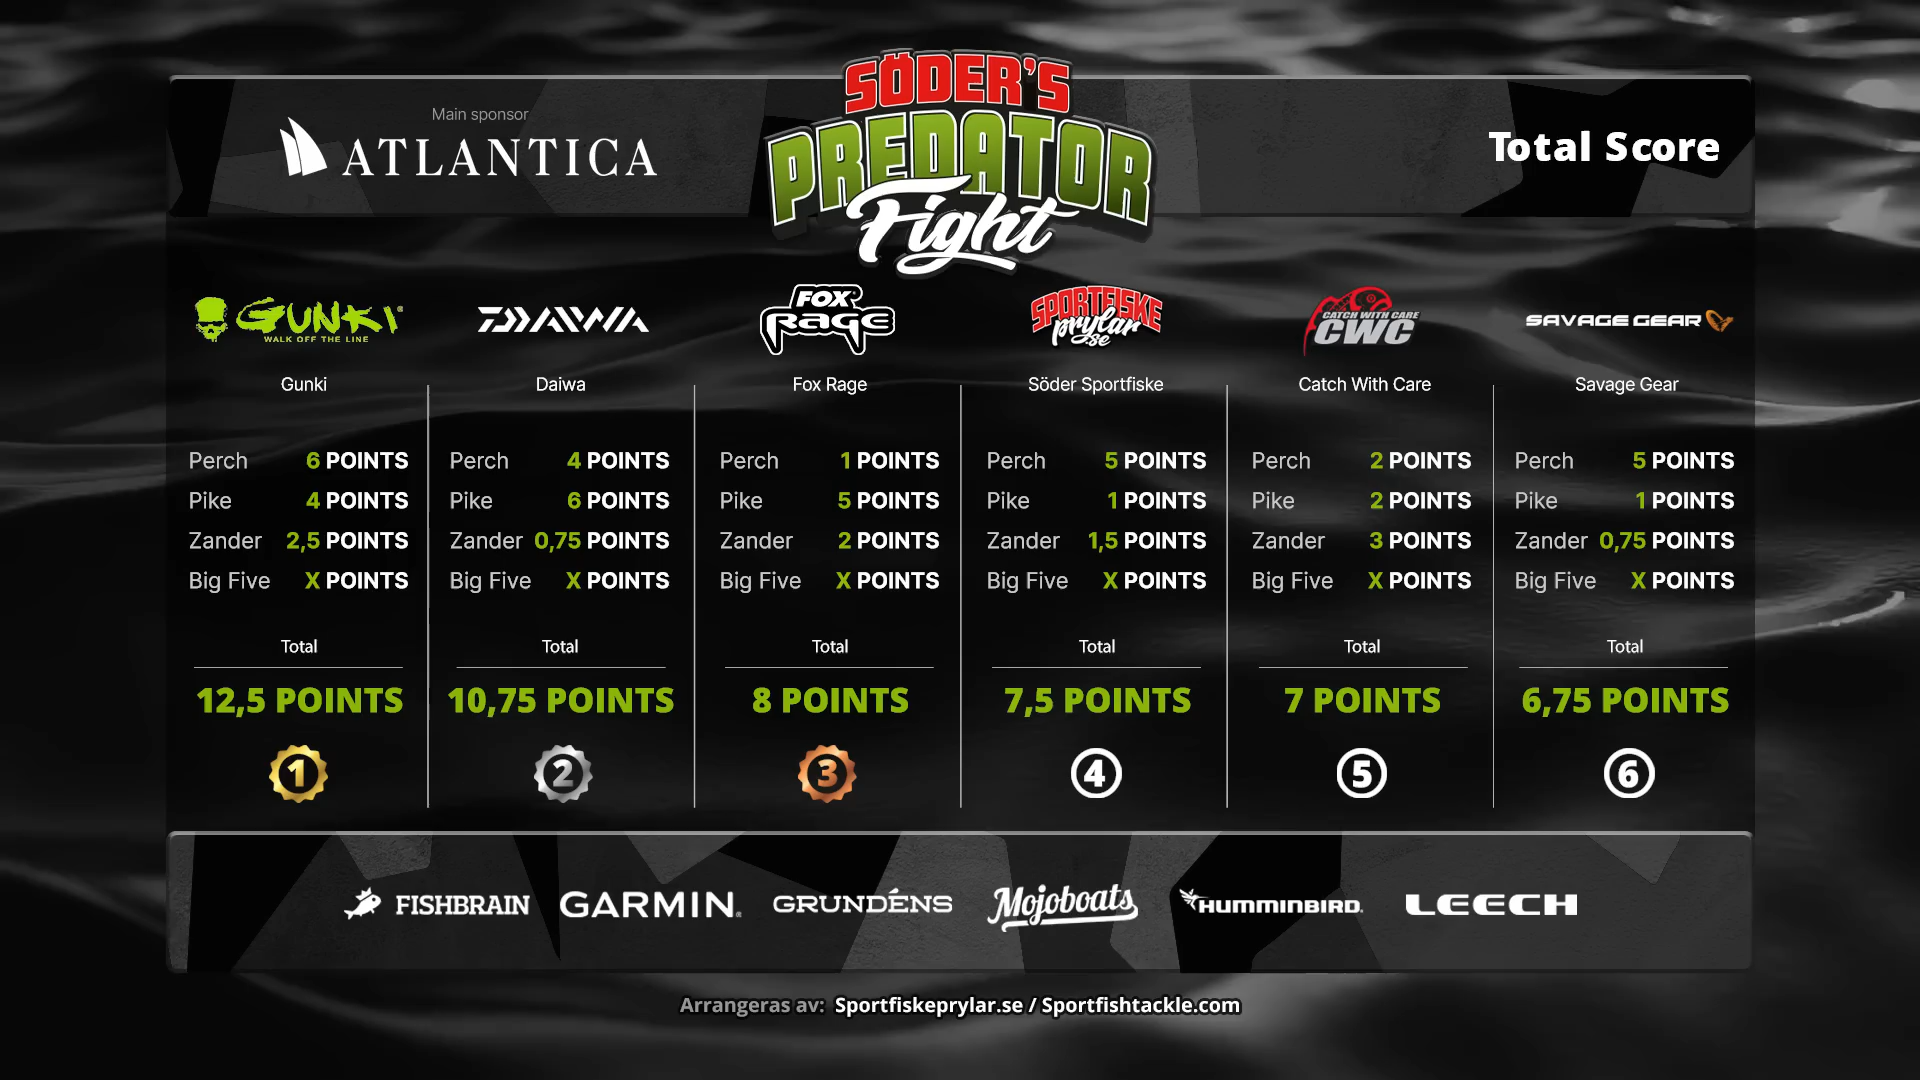 SÖDER'S
PREDATOR
Fight
Main sponsor
ATLANTICA
Total Score
GUNKI®
WALK OFF THE LINE
DAIWA
FOX
RAGE
SPORTFISKE
prylar
.se
CATCH WITH CARE
CWC
SAVAGE GEAR
Gunki
Daiwa
Fox Rage
Söder Sportfiske
Catch With Care
Savage Gear
Perch 6 POINTS
Pike 4 POINTS
Zander 2,5 POINTS
Big Five X POINTS
Total
12,5 POINTS
1
Perch 4 POINTS
Pike 6 POINTS
Zander 0,75 POINTS
Big Five X POINTS
Total
10,75 POINTS
2
Perch 1 POINTS
Pike 5 POINTS
Zander 2 POINTS
Big Five X POINTS
Total
8 POINTS
3
Perch 5 POINTS
Pike 1 POINTS
Zander 1,5 POINTS
Big Five X POINTS
Total
7,5 POINTS
4
Perch 2 POINTS
Pike 2 POINTS
Zander 3 POINTS
Big Five X POINTS
Total
7 POINTS
5
Perch 5 POINTS
Pike 1 POINTS
Zander 0,75 POINTS
Big Five X POINTS
Total
6,75 POINTS
6
FISHBRAIN
GARMIN®
GRUNDÉNS
Mojoboats
HUMMINBIRD®
LEECH
Arrangeras av: Sportfiskeprylar.se / Sportfishtackle.com